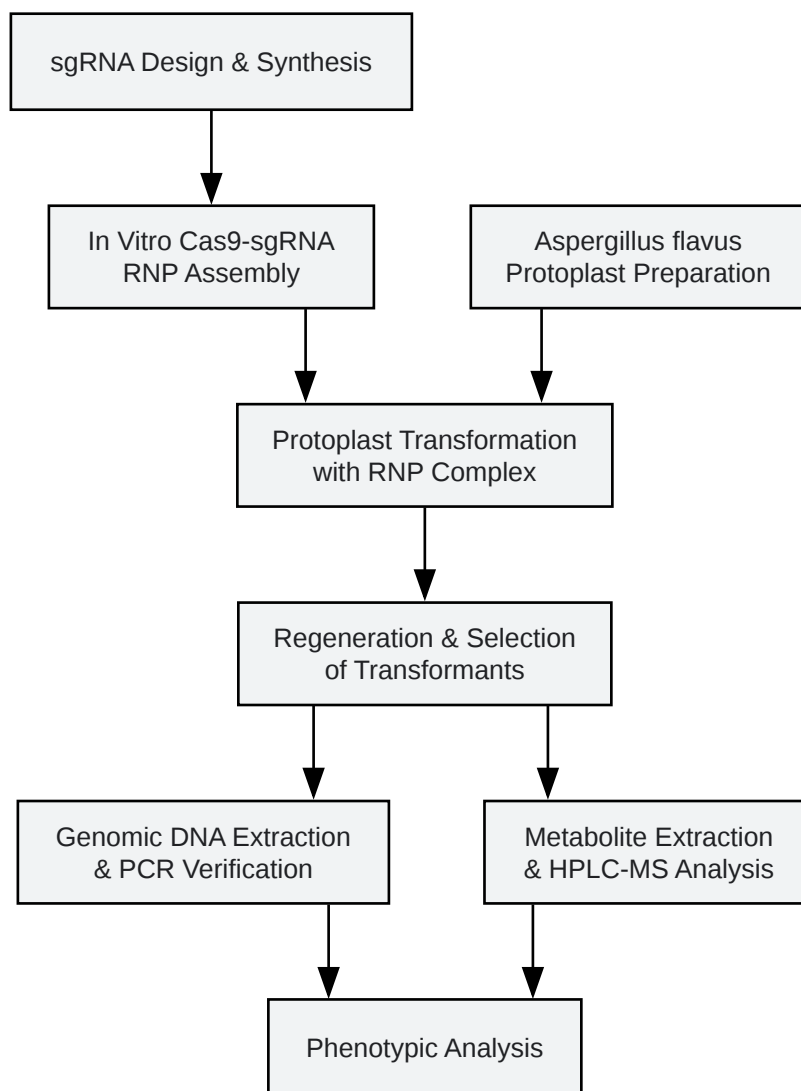 sgRNA Design & Synthesis
In Vitro Cas9-sgRNA
RNP Assembly
Aspergillus flavus
Protoplast Preparation
Protoplast Transformation
with RNP Complex
Regeneration & Selection
of Transformants
Genomic DNA Extraction
& PCR Verification
Metabolite Extraction
& HPLC-MS Analysis
Phenotypic Analysis